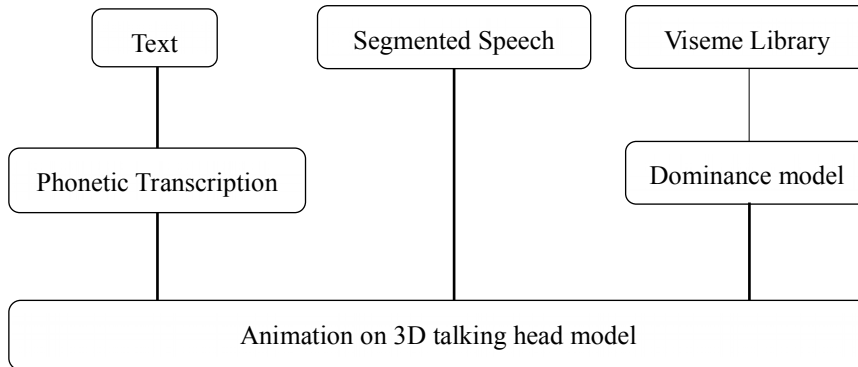 Text
Segmented Speech
Viseme Library
Phonetic Transcription
Dominance model
Animation on 3D talking head model